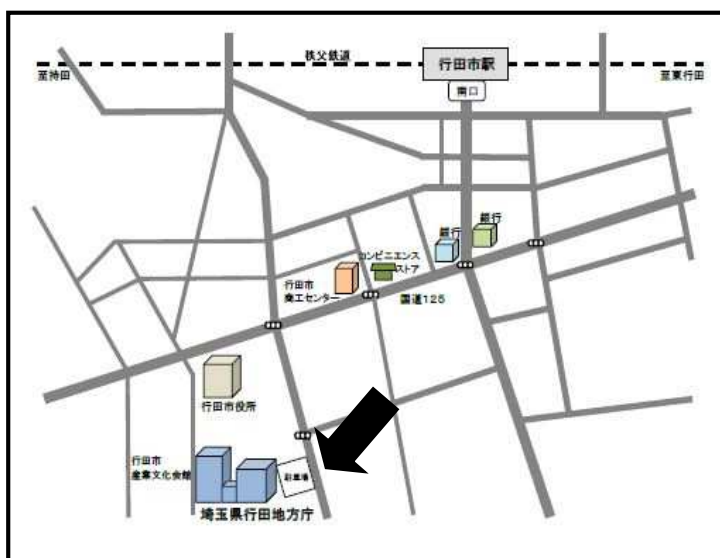 秩父鉄道
行田市駅
至持田
至東行田
南口
銀行
銀行
コンビニエンス
ストア
行田市
商工センター
国道125
行田市役所
行田市
産業文化会館
駐車場
埼玉県行田地方庁